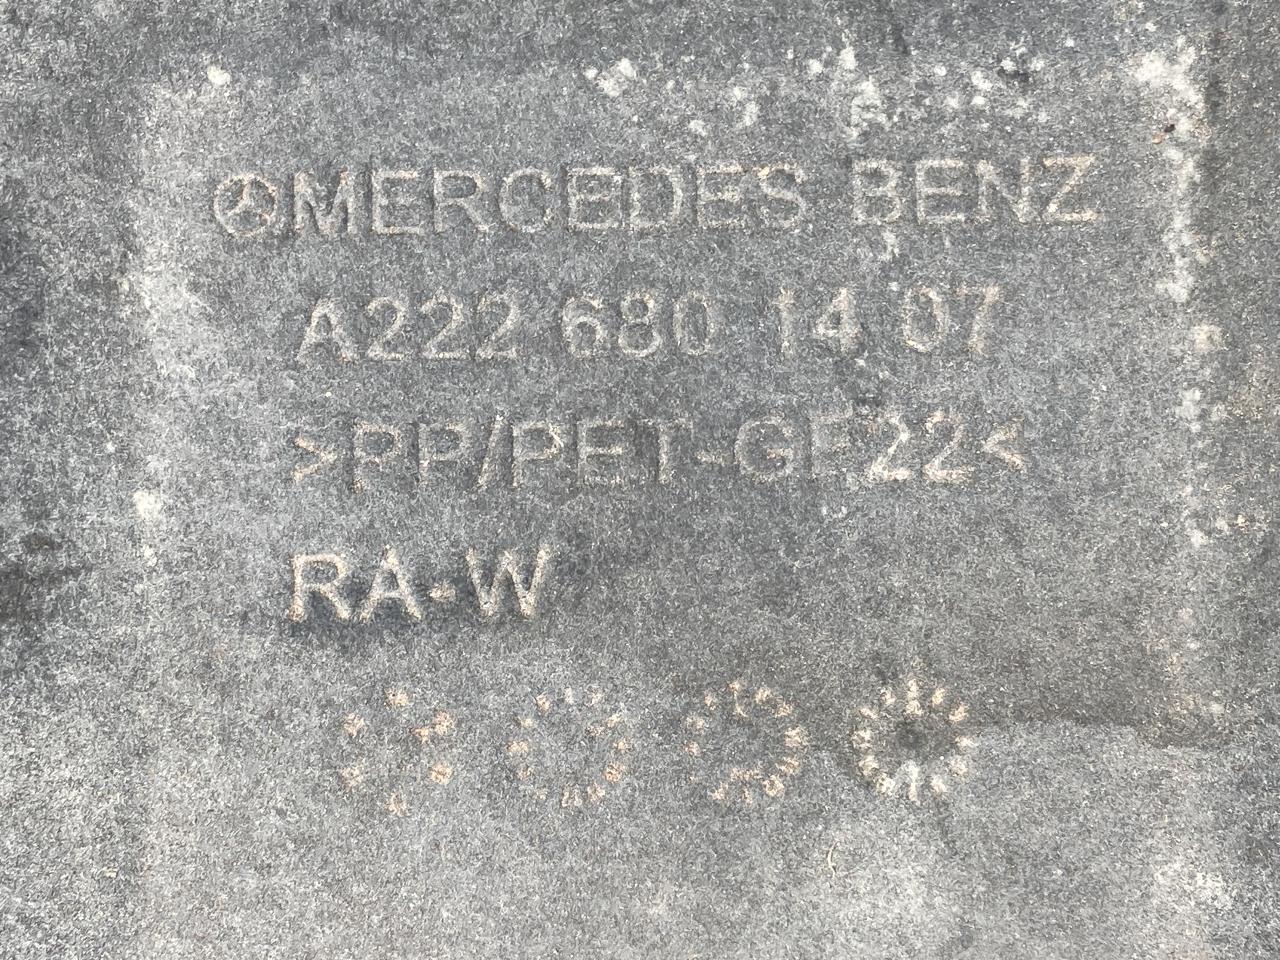 MERCEDES BENZ
A222 680 14 07
>PP/PET-GF22<
RA-W